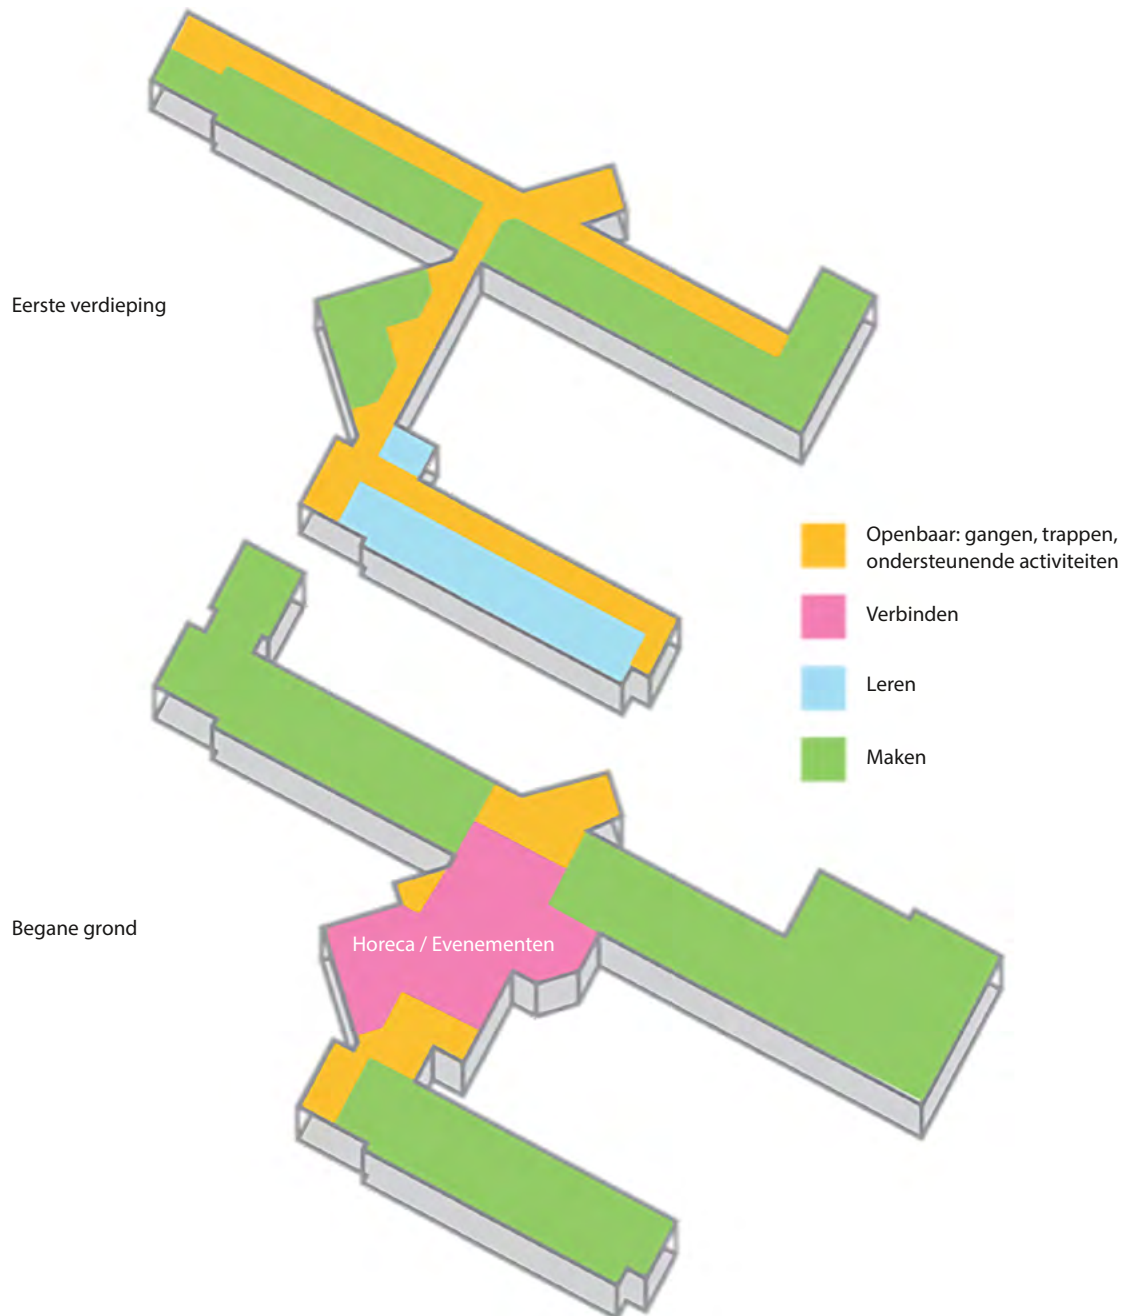 Eerste verdieping
Openbaar: gangen, trappen,
ondersteunende activiteiten
Verbinden
Leren
Maken
Begane grond
Horeca / Evenementen